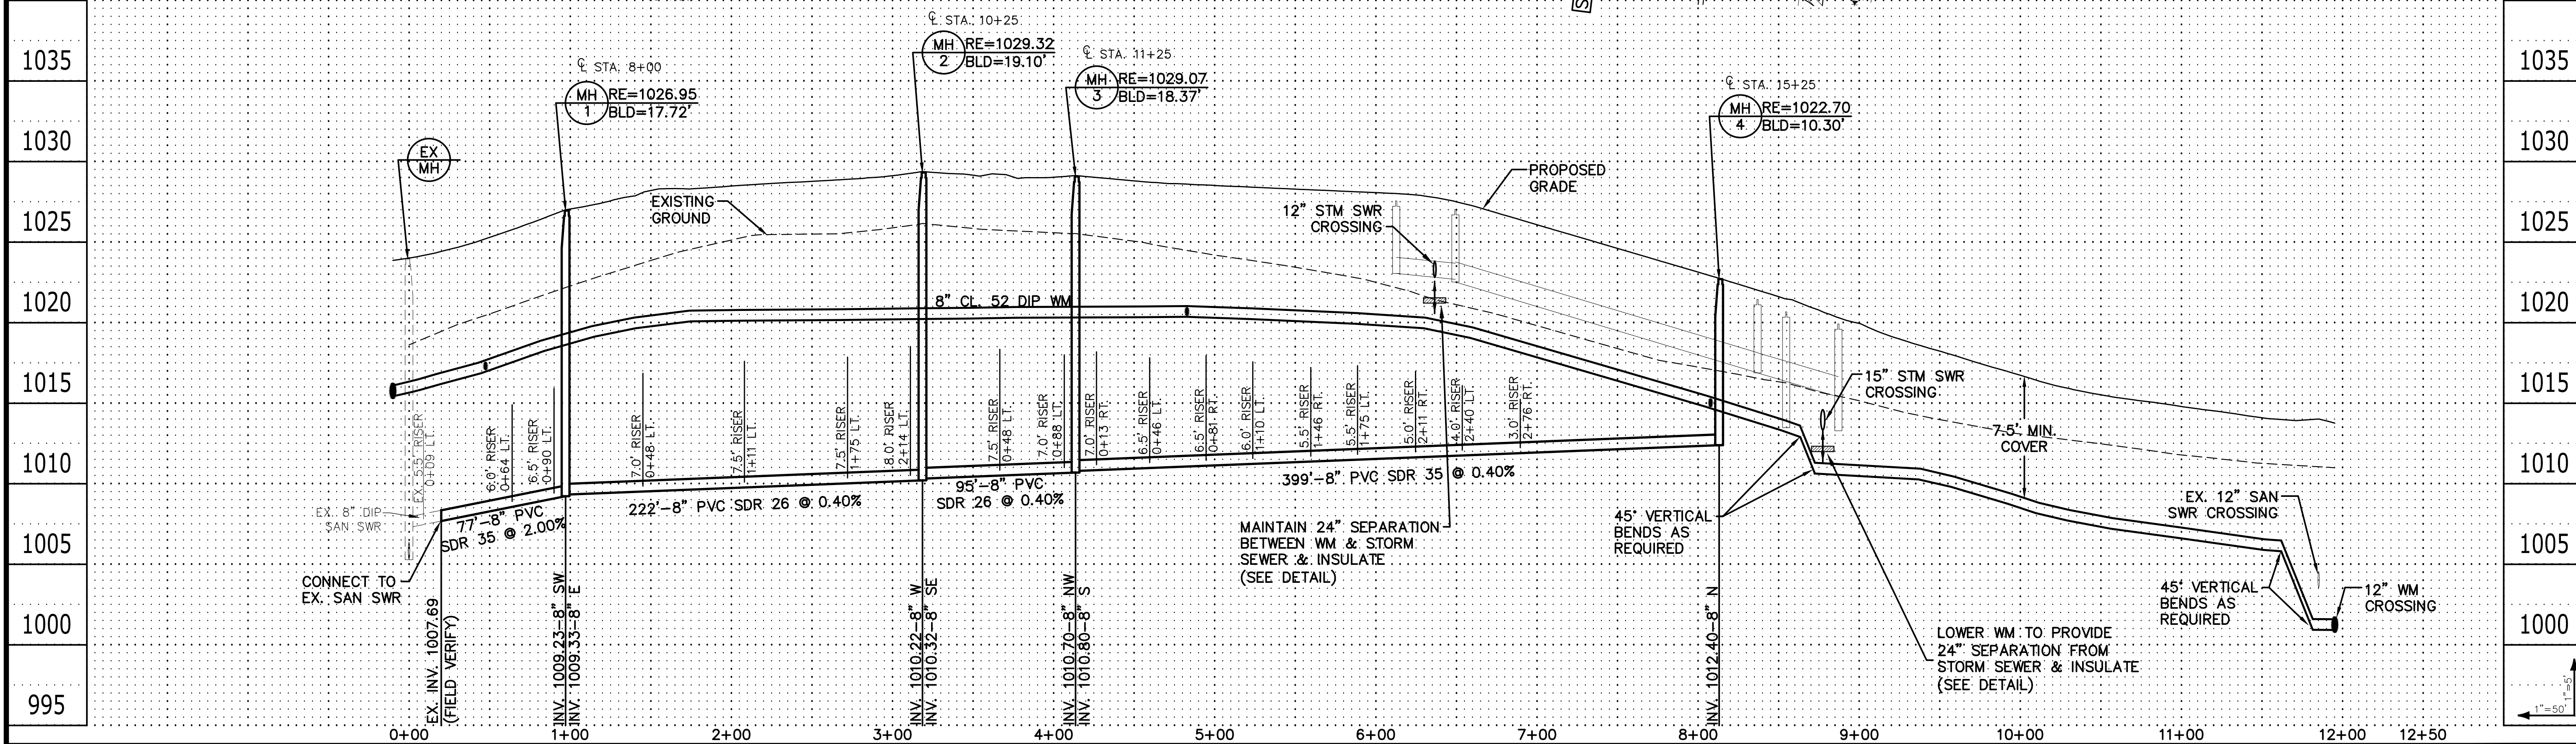 1035
1030
1025
1020
1015
1010
1005
1000
995
EX
MH
℄ STA. 8+00
MH
1
RE=1026.95
BLD=17.72'
℄ STA. 10+25
MH
2
RE=1029.32
BLD=19.10'
℄ STA. 11+25
MH
3
RE=1029.07
BLD=18.37'
℄ STA. 15+25
MH
4
RE=1022.70
BLD=10.30'
EXISTING
GROUND
PROPOSED
GRADE
12" STM SWR
CROSSING
8" CL. 52 DIP WM
15" STM SWR
CROSSING
7.5' MIN.
COVER
EX. 5.5' RISER
0+09 LT.
6.0' RISER
0+64 LT.
6.5' RISER
0+90 LT.
7.0' RISER
0+48 LT.
7.5' RISER
1+11 LT.
7.5' RISER
1+75 LT.
8.0' RISER
2+14 LT.
7.5' RISER
0+48 LT.
7.0' RISER
0+88 LT.
7.0' RISER
0+13 RT.
6.5' RISER
0+46 LT.
6.5' RISER
0+81 RT.
6.0' RISER
1+10 LT.
5.5' RISER
1+46 RT.
5.5' RISER
1+75 LT.
5.0' RISER
2+11 RT.
4.0' RISER
2+40 LT.
3.0' RISER
2+76 RT.
EX. 8" DIP
SAN SWR
77'-8" PVC
SDR 35 @ 2.00%
222'-8" PVC SDR 26 @ 0.40%
95'-8" PVC
SDR 26 @ 0.40%
399'-8" PVC SDR 35 @ 0.40%
CONNECT TO
EX. SAN SWR
MAINTAIN 24" SEPARATION
BETWEEN WM & STORM
SEWER & INSULATE
(SEE DETAIL)
45° VERTICAL
BENDS AS
REQUIRED
EX. 12" SAN
SWR CROSSING
45° VERTICAL
BENDS AS
REQUIRED
12" WM
CROSSING
LOWER WM TO PROVIDE
24" SEPARATION FROM
STORM SEWER & INSULATE
(SEE DETAIL)
EX. INV. 1007.69
(FIELD VERIFY)
INV. 1009.23-8" SW
INV. 1009.33-8" E
INV. 1010.22-8" W
INV. 1010.32-8" SE
INV. 1010.70-8" NW
INV. 1010.80-8" S
INV. 1012.40-8" N
1035
1030
1025
1020
1015
1010
1005
1000
1"=5'
1"=50'
0+00
1+00
2+00
3+00
4+00
5+00
6+00
7+00
8+00
9+00
10+00
11+00
12+00
12+50